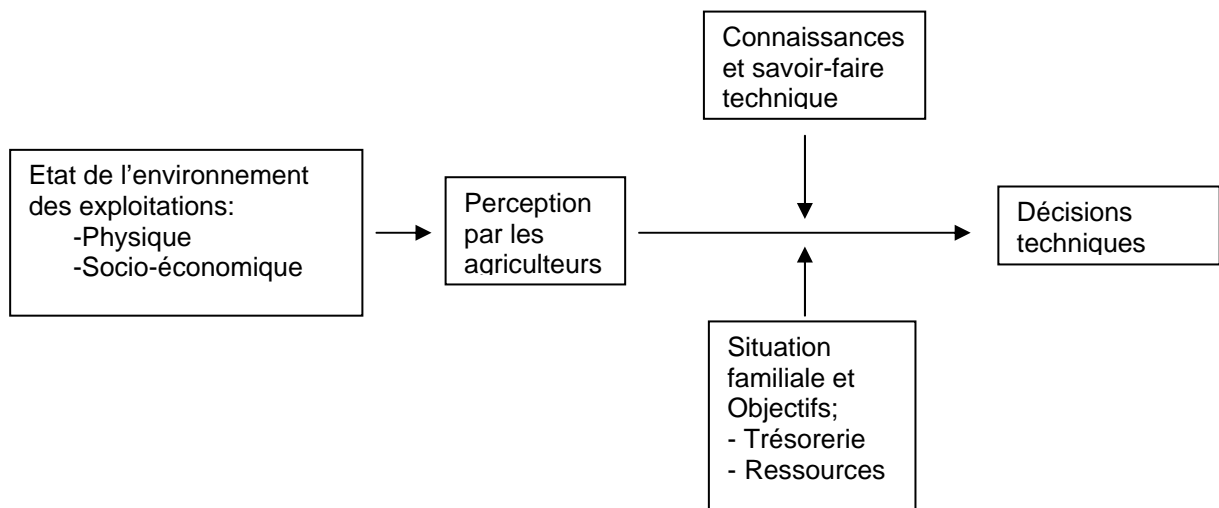 Connaissances
et savoir-faire
technique
Etat de l’environnement
des exploitations:
-Physique
-Socio-économique
Perception
par les
agriculteurs
Décisions
techniques
Situation
familiale et
Objectifs;
- Trésorerie
- Ressources